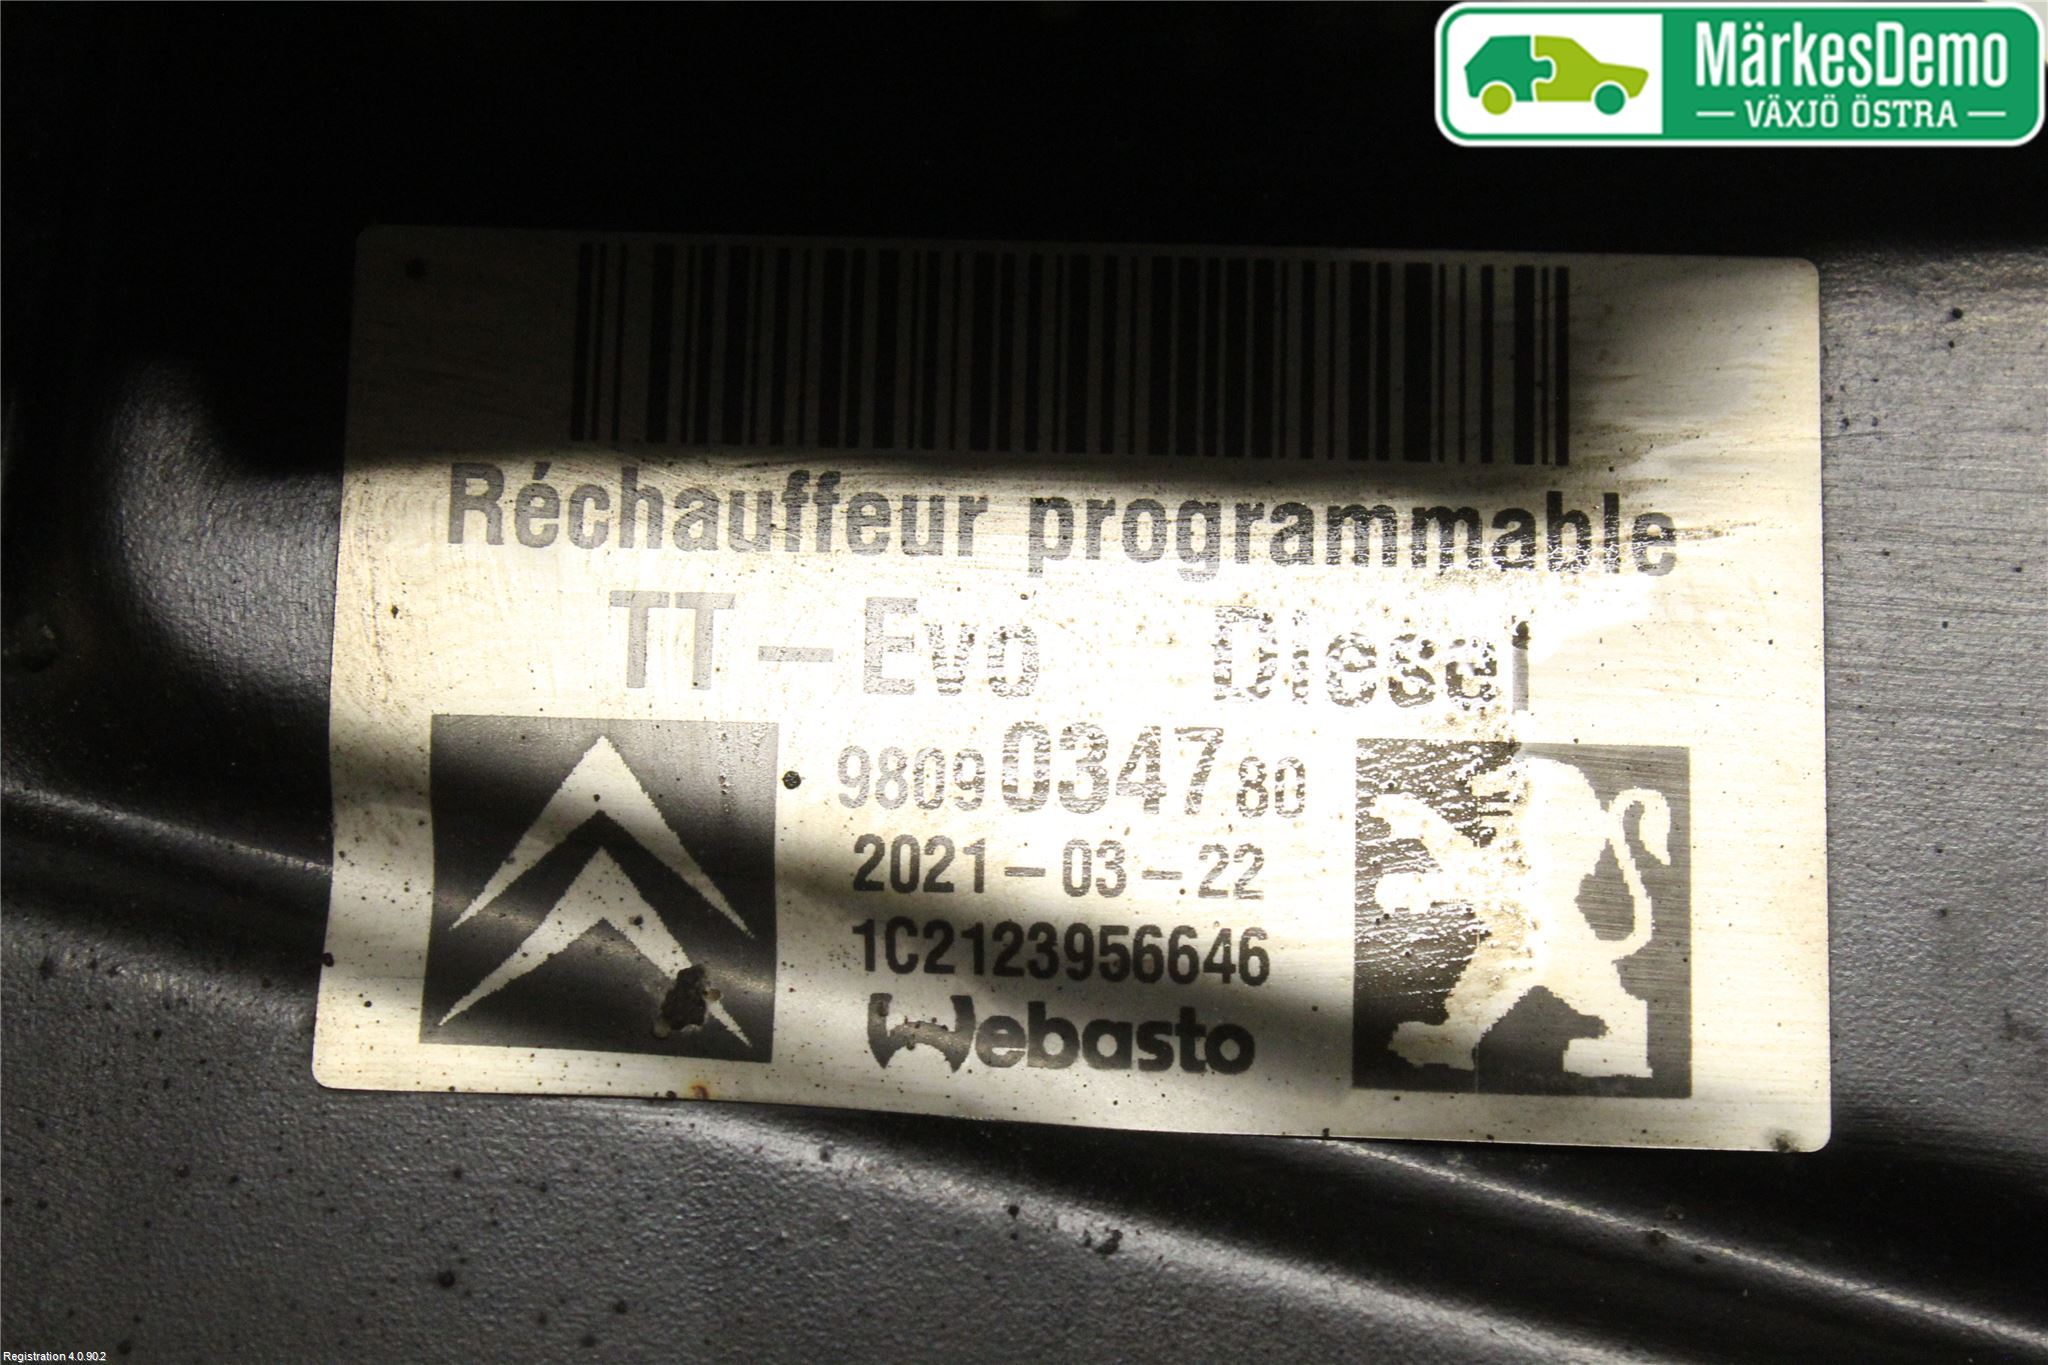 MärkesDemo
VÄXJÖ ÖSTRA
Réchauffeur programmable
TT-Evo Diesel
9809034780
2021-03-22
1C2123956646
Webasto
Registration 4.0.90.2